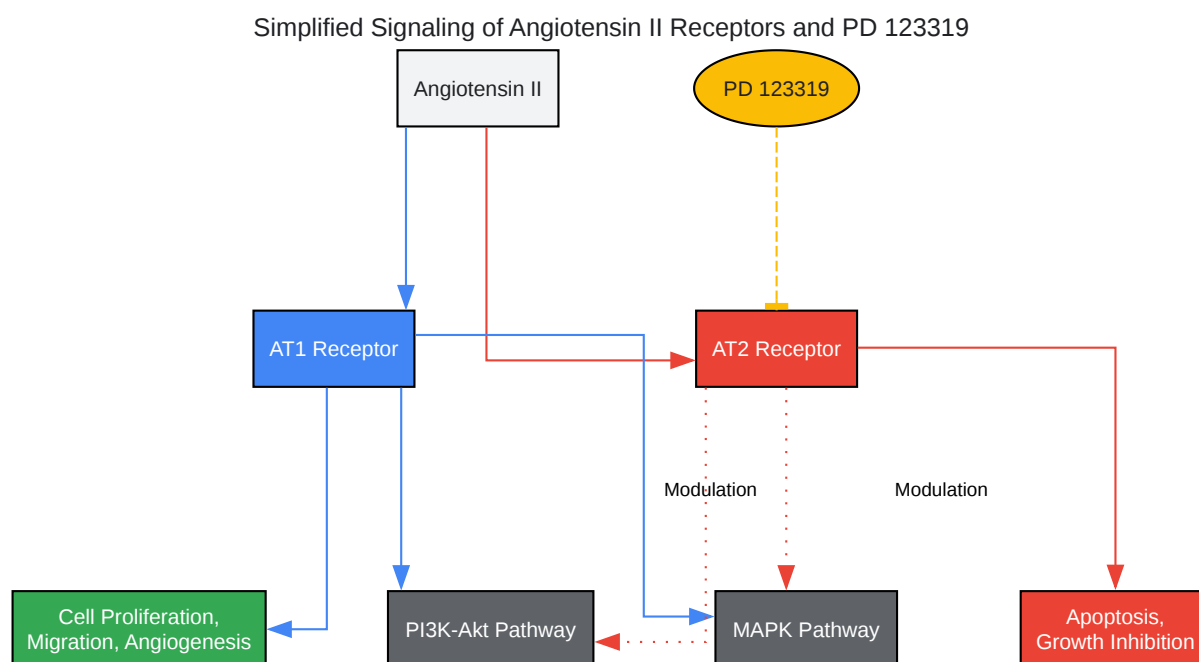 Simplified Signaling of Angiotensin II Receptors and PD 123319
Angiotensin II
PD 123319
AT1 Receptor
AT2 Receptor
Modulation
Modulation
Cell Proliferation,
Migration, Angiogenesis
PI3K-Akt Pathway
MAPK Pathway
Apoptosis,
Growth Inhibition